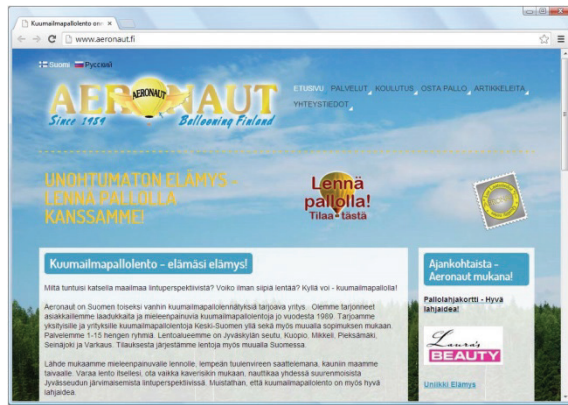 Kuumailmapallolento on
www.aeronaut.fi
Suomi Русский
AERONAUT
AERONAUT
Since 1989 Ballooning Finland
ETUSIVU PALVELUT KOULUTUS OSTA PALLO ARTIKKELEITA
YHTEYSTIEDOT
UNOHTUMATON ELÄMYS -
LENNÄ PALLOLLA
KANSSAMME!
Lennä
pallolla!
Tilaa tästä
Kuumailmapallolento – elämäsi elämys!
Miltä tuntuisi katsella maailmaa lintuperspektiivistä? Voiko ilman siipiä lentää? Kyllä voi - kuumailmapallolla!
Aeronaut on Suomen toiseksi vanhin kuumailmapallolennätyksiä tarjoava yritys. Olemme tarjonneet
asiakkaillemme laadukkaita ja mieleenpainuvia kuumailmapallolentoja jo vuodesta 1989. Tarjoamme
yksityisille ja yrityksille kuumailmapallolentoja Keski-Suomen yllä sekä myös muualla sopimuksen mukaan.
Palvelemme 1-15 hengen ryhmiä. Lentoalueemme on Jyväskylän seutu, Kuopio, Mikkeli, Pieksämäki,
Seinäjoki ja Varkaus. Tilauksesta järjestämme lentoja myös muualla Suomessa.
Lähde mukaamme mieleenpainuvalle lennolle, lempeän tuulenvireen saattelemana, kauniin maamme
taivaalle. Varaa lento itsellesi, ota vaikka kaverisikin mukaan, nauttikaa yhdessä suurenmoisista
Jyvässeudun järvimaisemista lintuperspektiivissä. Muistathan, että kuumailmapallolento on myös hyvä
lahjaidea.
Ajankohtaista -
Aeronaut mukana!
Pallolahjakortti - Hyvä
lahjaidea!
Laura's
BEAUTY
Uniikki Elämys